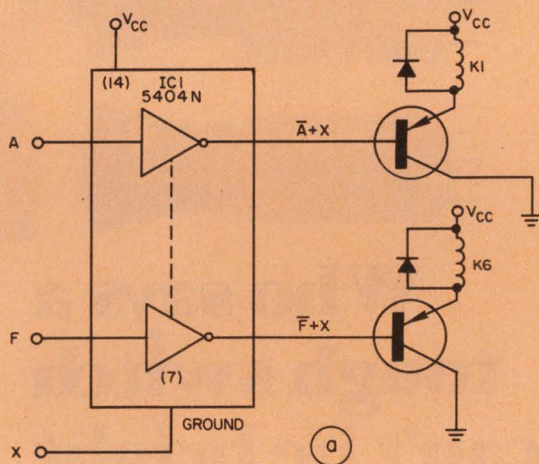 VCC
VCC
(14)
IC1
5404N
K1
A
A̅+X
VCC
K6
F
F̅+X
(7)
GROUND
X
a